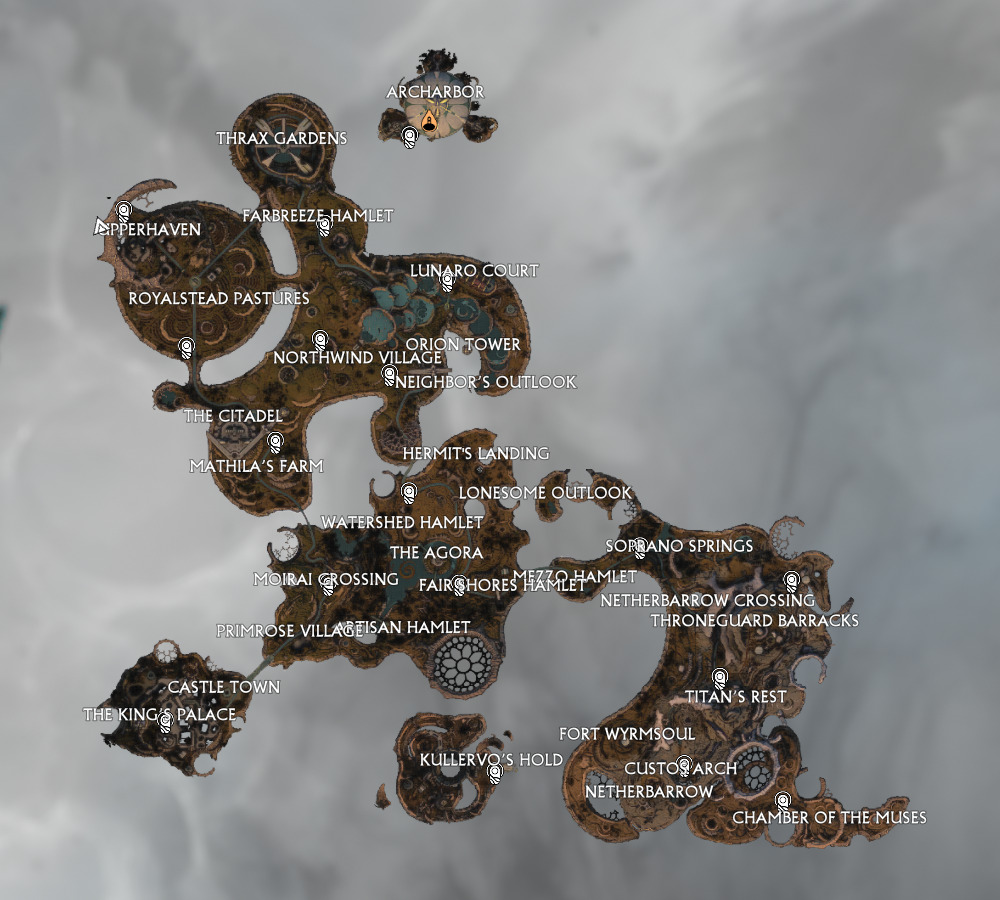 ARCHARBOR
THRAX GARDENS
FARBREEZE HAMLET
UPPERHAVEN
LUNARO COURT
ROYALSTEAD PASTURES
ORION TOWER
NORTHWIND VILLAGE
NEIGHBOR'S OUTLOOK
THE CITADEL
HERMIT'S LANDING
MATHILA'S FARM
LONESOME OUTLOOK
WATERSHED HAMLET
SOPRANO SPRINGS
THE AGORA
MEZZO HAMLET
MOIRAI CROSSING
FAIR SHORES HAMLET
NETHERBARROW CROSSING
THRONEGUARD BARRACKS
ARTISAN HAMLET
PRIMROSE VILLAGE
CASTLE TOWN
TITAN'S REST
THE KING'S PALACE
FORT WYRMSOUL
KULLERVO'S HOLD
CUSTOS ARCH
NETHERBARROW
CHAMBER OF THE MUSES